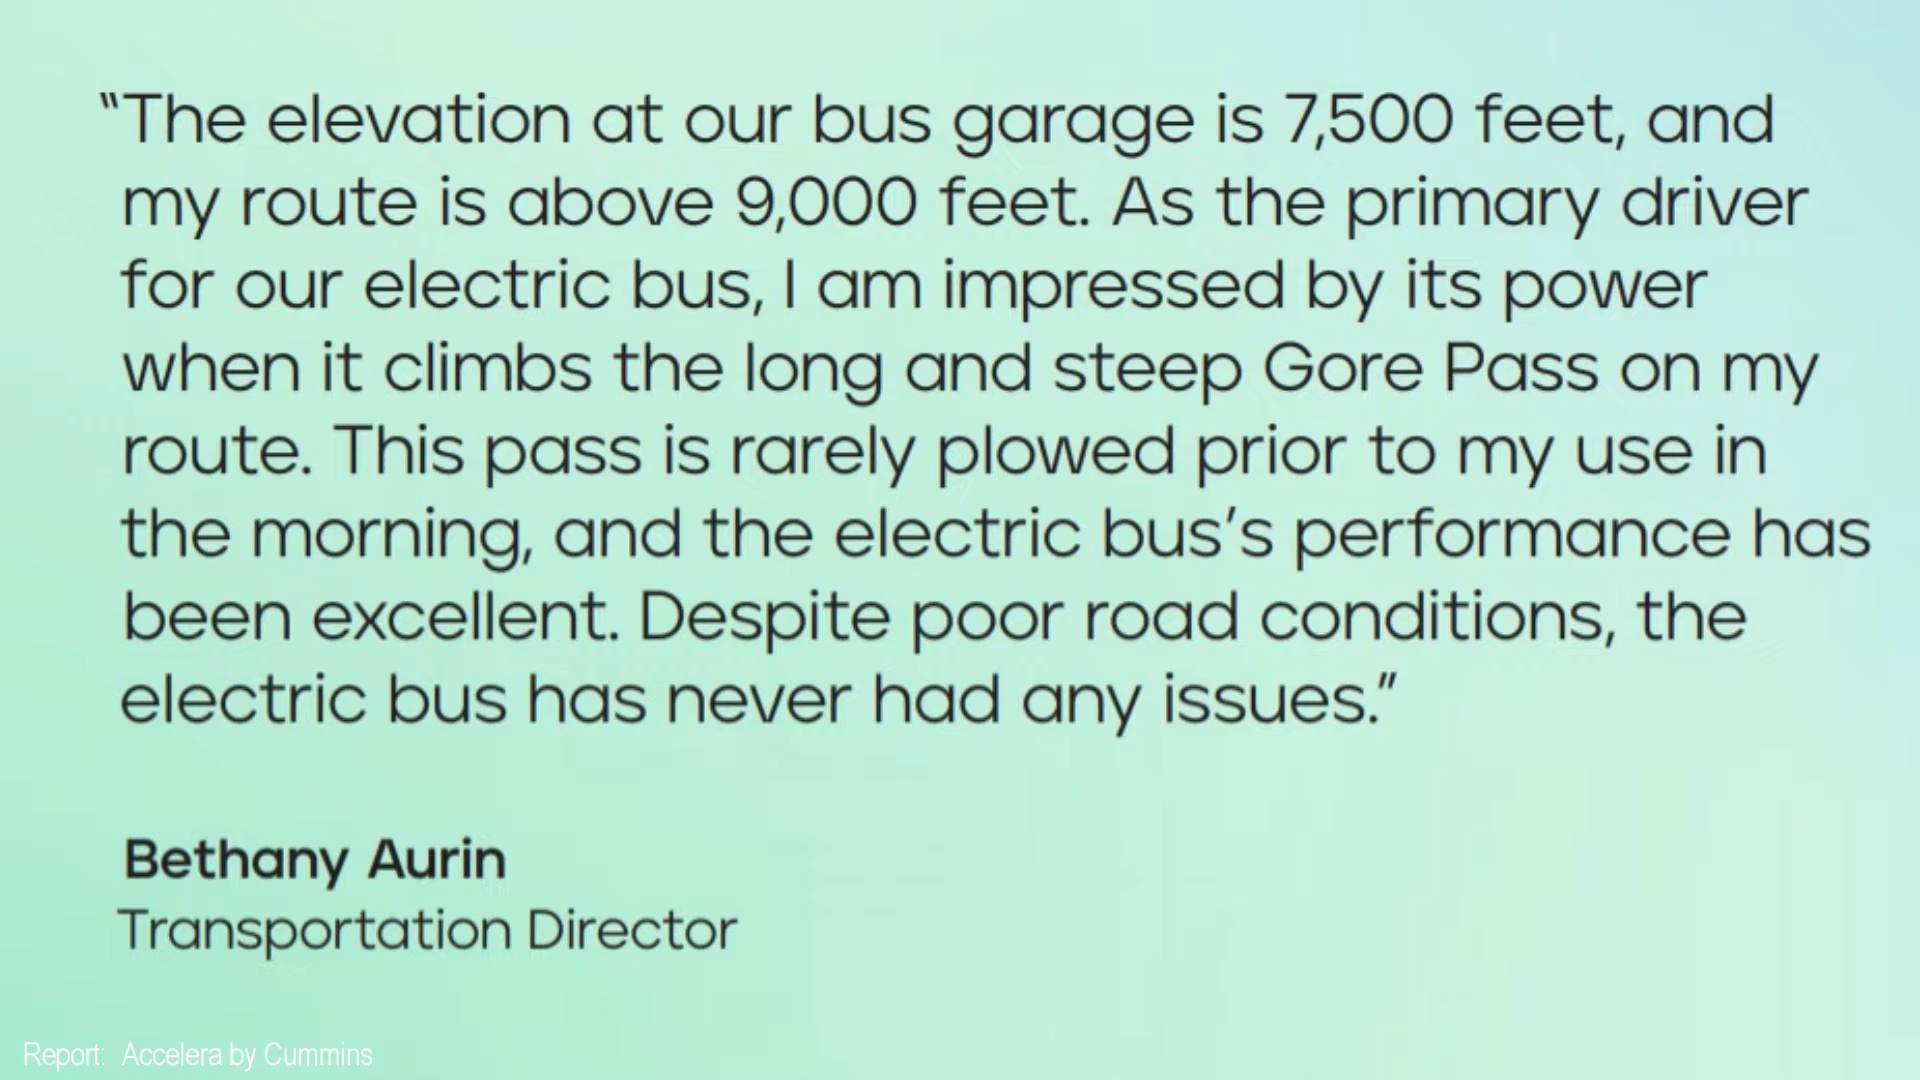 “The elevation at our bus garage is 7,500 feet, and
my route is above 9,000 feet. As the primary driver
for our electric bus, I am impressed by its power
when it climbs the long and steep Gore Pass on my
route. This pass is rarely plowed prior to my use in
the morning, and the electric bus’s performance has
been excellent. Despite poor road conditions, the
electric bus has never had any issues.”
Bethany Aurin
Transportation Director
Report: Accelera by Cummins